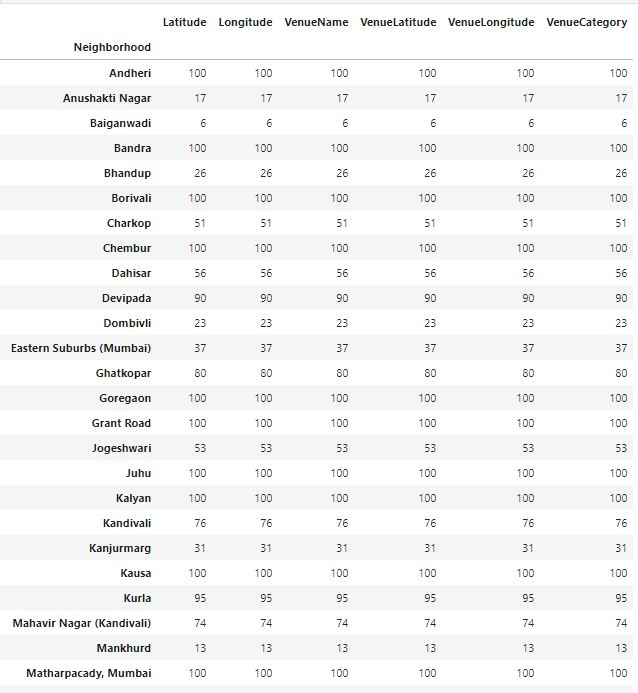 Latitude Longitude VenueName VenueLatitude VenueLongitude VenueCategory
Neighborhood
Andheri 100 100 100 100 100 100
Anushakti Nagar 17 17 17 17 17 17
Baiganwadi 6 6 6 6 6 6
Bandra 100 100 100 100 100 100
Bhandup 26 26 26 26 26 26
Borivali 100 100 100 100 100 100
Charkop 51 51 51 51 51 51
Chembur 100 100 100 100 100 100
Dahisar 56 56 56 56 56 56
Devipada 90 90 90 90 90 90
Dombivli 23 23 23 23 23 23
Eastern Suburbs (Mumbai) 37 37 37 37 37 37
Ghatkopar 80 80 80 80 80 80
Goregaon 100 100 100 100 100 100
Grant Road 100 100 100 100 100 100
Jogeshwari 53 53 53 53 53 53
Juhu 100 100 100 100 100 100
Kalyan 100 100 100 100 100 100
Kandivali 76 76 76 76 76 76
Kanjurmarg 31 31 31 31 31 31
Kausa 100 100 100 100 100 100
Kurla 95 95 95 95 95 95
Mahavir Nagar (Kandivali) 74 74 74 74 74 74
Mankhurd 13 13 13 13 13 13
Matharpacady, Mumbai 100 100 100 100 100 100